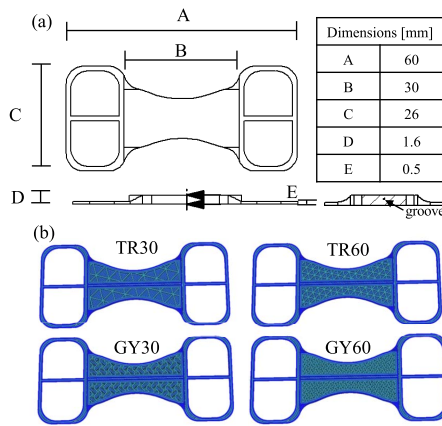 (a)
A
B
C
D
E
Dimensions [mm]
A 60
B 30
C 26
D 1.6
E 0.5
groove
(b)
TR30 TR60
GY30 GY60